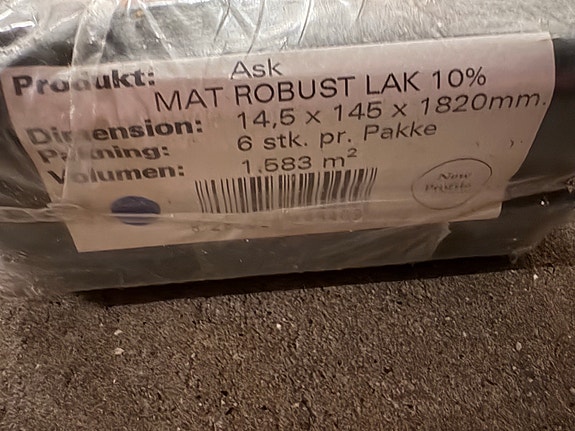 Produkt: Ask
MAT ROBUST LAK 10%
Dimension: 14,5 x 145 x 1820mm.
Pakning: 6 stk. pr. Pakke
Volumen: 1.583 m²
New
Profile